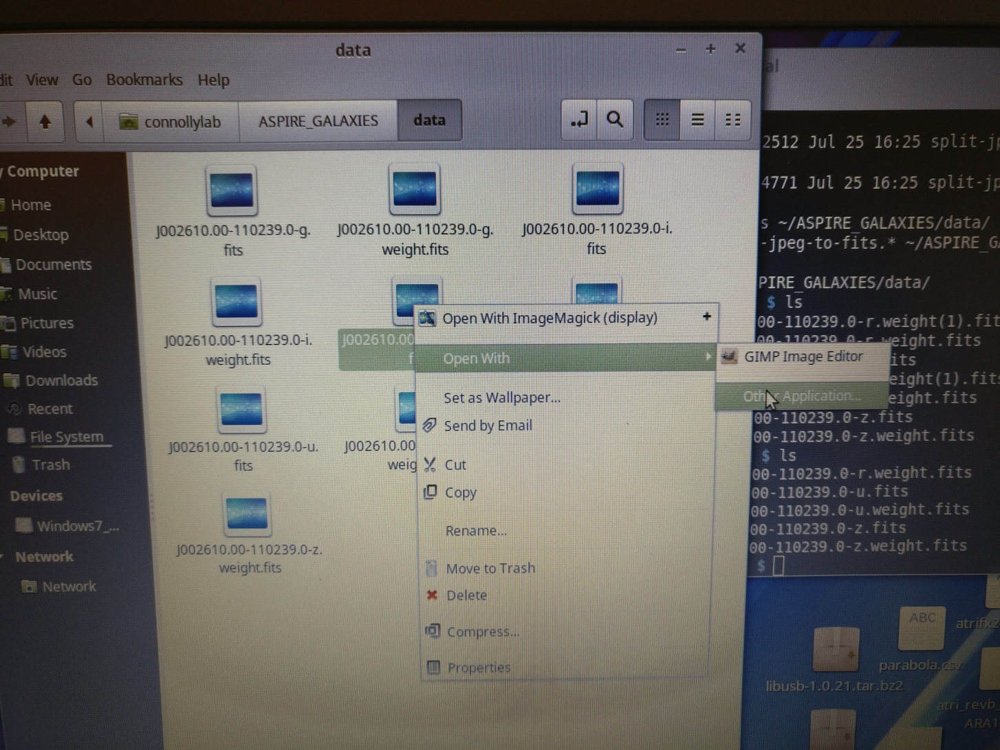 data
dit View Go Bookmarks Help
al
connollylab ASPIRE_GALAXIES data
2512 Jul 25 16:25 split-jp
4771 Jul 25 16:25 split-jp
s ~/ASPIRE_GALAXIES/data/
-jpeg-to-fits.* ~/ASPIRE_GA
PIRE_GALAXIES/data/
$ ls
00-110239.0-r.weight(1).fit
00-110239.0-r.weight.fits
its
eight(1).fit
eight.fits
00-110239.0-z.fits
00-110239.0-z.weight.fits
$ ls
00-110239.0-r.weight.fits
00-110239.0-u.fits
00-110239.0-u.weight.fits
00-110239.0-z.fits
00-110239.0-z.weight.fits
$
y Computer
Home
Desktop
Documents
Music
Pictures
Videos
Downloads
Recent
File System
Trash
Devices
Windows7_...
Network
Network
J002610.00-110239.0-g.
fits
J002610.00-110239.0-g.
weight.fits
J002610.00-110239.0-i.
fits
J002610.00-110239.0-i.
weight.fits
J002610.00
f
J002610.00-110239.0-u.
fits
J002610.00
weig
J002610.00-110239.0-z.
weight.fits
Open With ImageMagick (display)
Open With
Set as Wallpaper...
Send by Email
Cut
Copy
Rename...
Move to Trash
Delete
Compress...
Properties
GIMP Image Editor
Other Application...
ABC
atrifx2
parabola.csv
libusb-1.0.21.tar.bz2
atri_revb_
ARA1